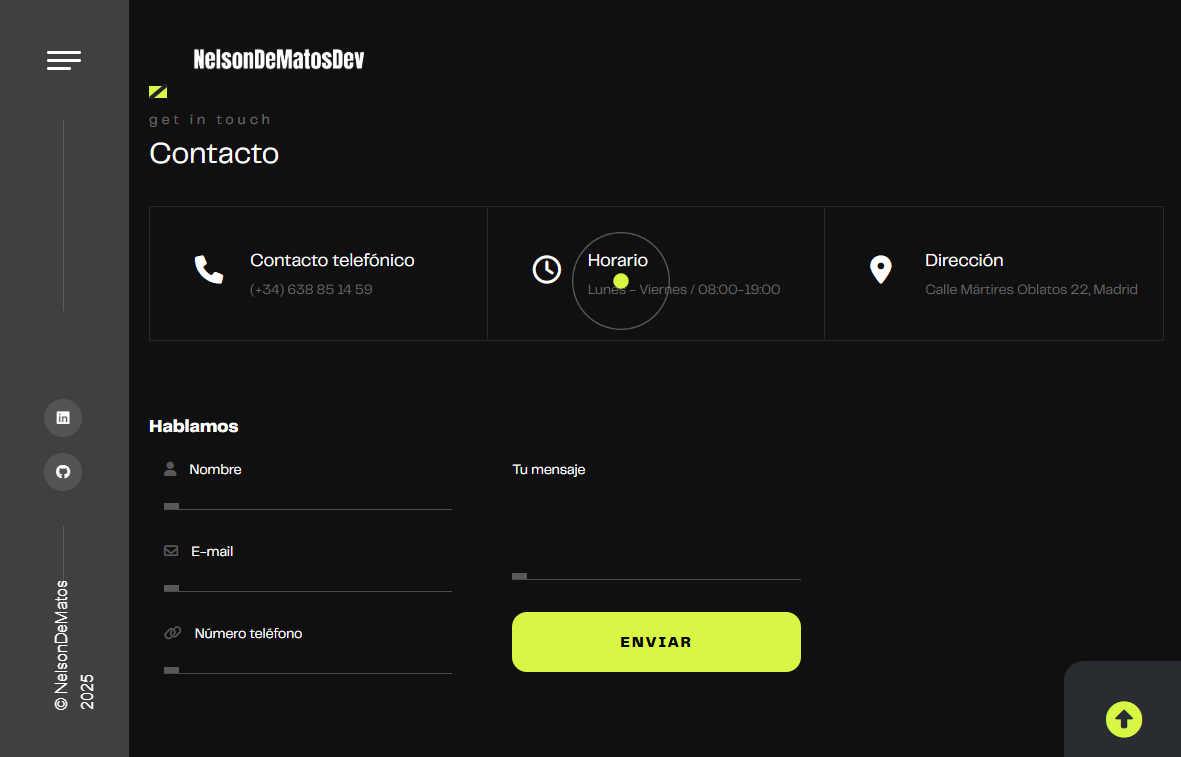 NelsonDeMatosDev
get in touch
Contacto
Contacto telefónico
(+34) 638 85 14 59
Horario
Lunes - Viernes / 08:00-19:00
Dirección
Calle Mártires Oblatos 22, Madrid
Hablamos
Nombre
E-mail
Número teléfono
Tu mensaje
ENVIAR
© NelsonDeMatos
2025